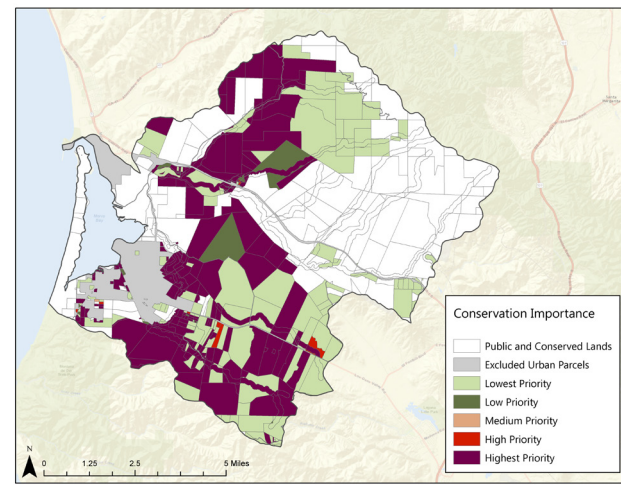 Conservation Importance
Public and Conserved Lands
Excluded Urban Parcels
Lowest Priority
Low Priority
Medium Priority
High Priority
Highest Priority
N
0 1.25 2.5 5 Miles